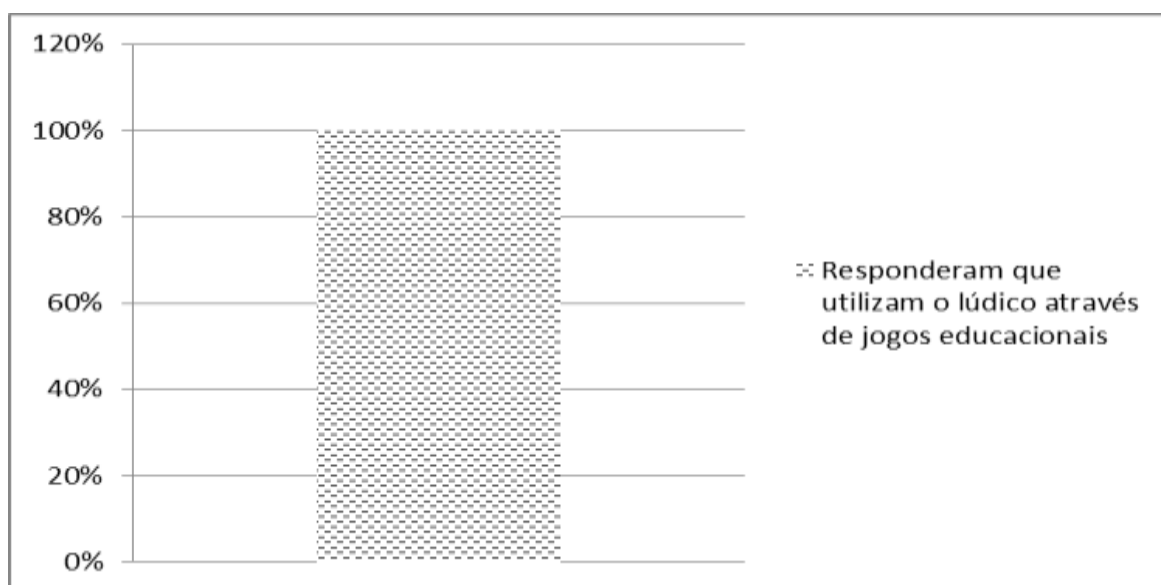 120%
100%
80%
60%
40%
20%
0%
Responderam que
utilizam o lúdico através
de jogos educacionais